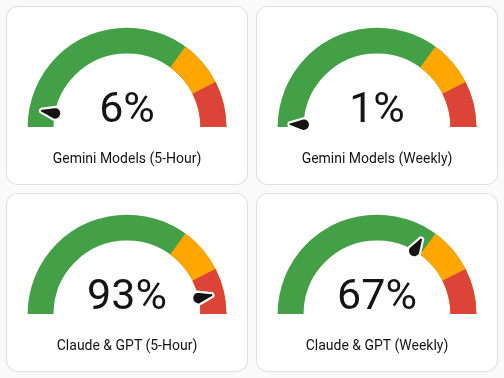 6%
Gemini Models (5-Hour)
1%
Gemini Models (Weekly)
93%
Claude & GPT (5-Hour)
67%
Claude & GPT (Weekly)